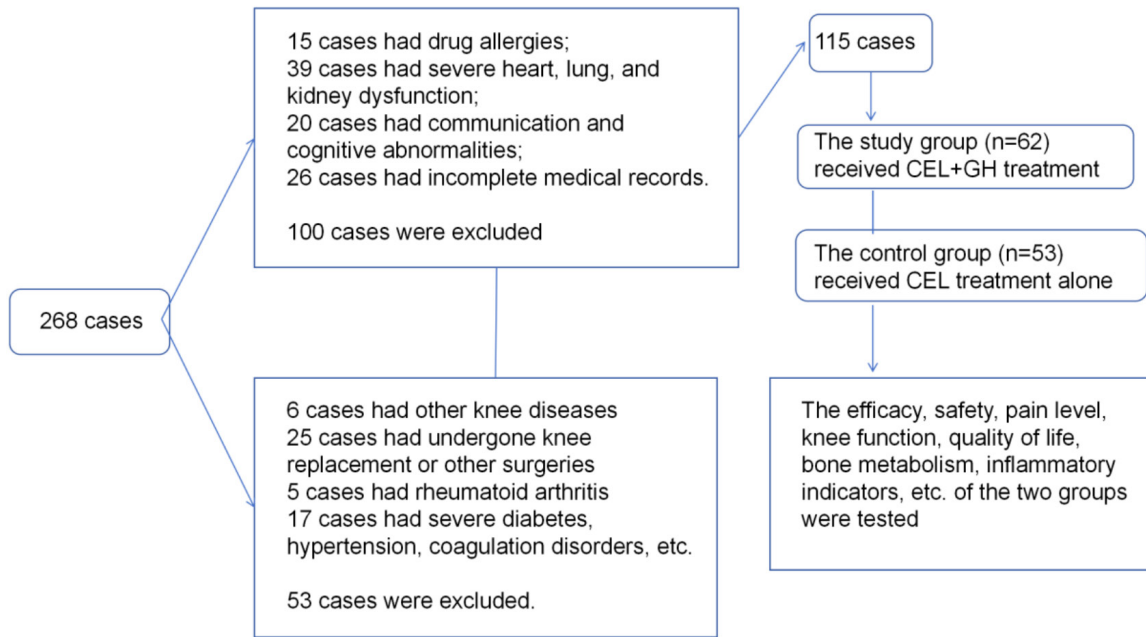 268 cases
15 cases had drug allergies;
39 cases had severe heart, lung, and
kidney dysfunction;
20 cases had communication and
cognitive abnormalities;
26 cases had incomplete medical records.
100 cases were excluded
6 cases had other knee diseases
25 cases had undergone knee
replacement or other surgeries
5 cases had rheumatoid arthritis
17 cases had severe diabetes,
hypertension, coagulation disorders, etc.
53 cases were excluded.
115 cases
The study group (n=62)
received CEL+GH treatment
The control group (n=53)
received CEL treatment alone
The efficacy, safety, pain level,
knee function, quality of life,
bone metabolism, inflammatory
indicators, etc. of the two groups
were tested